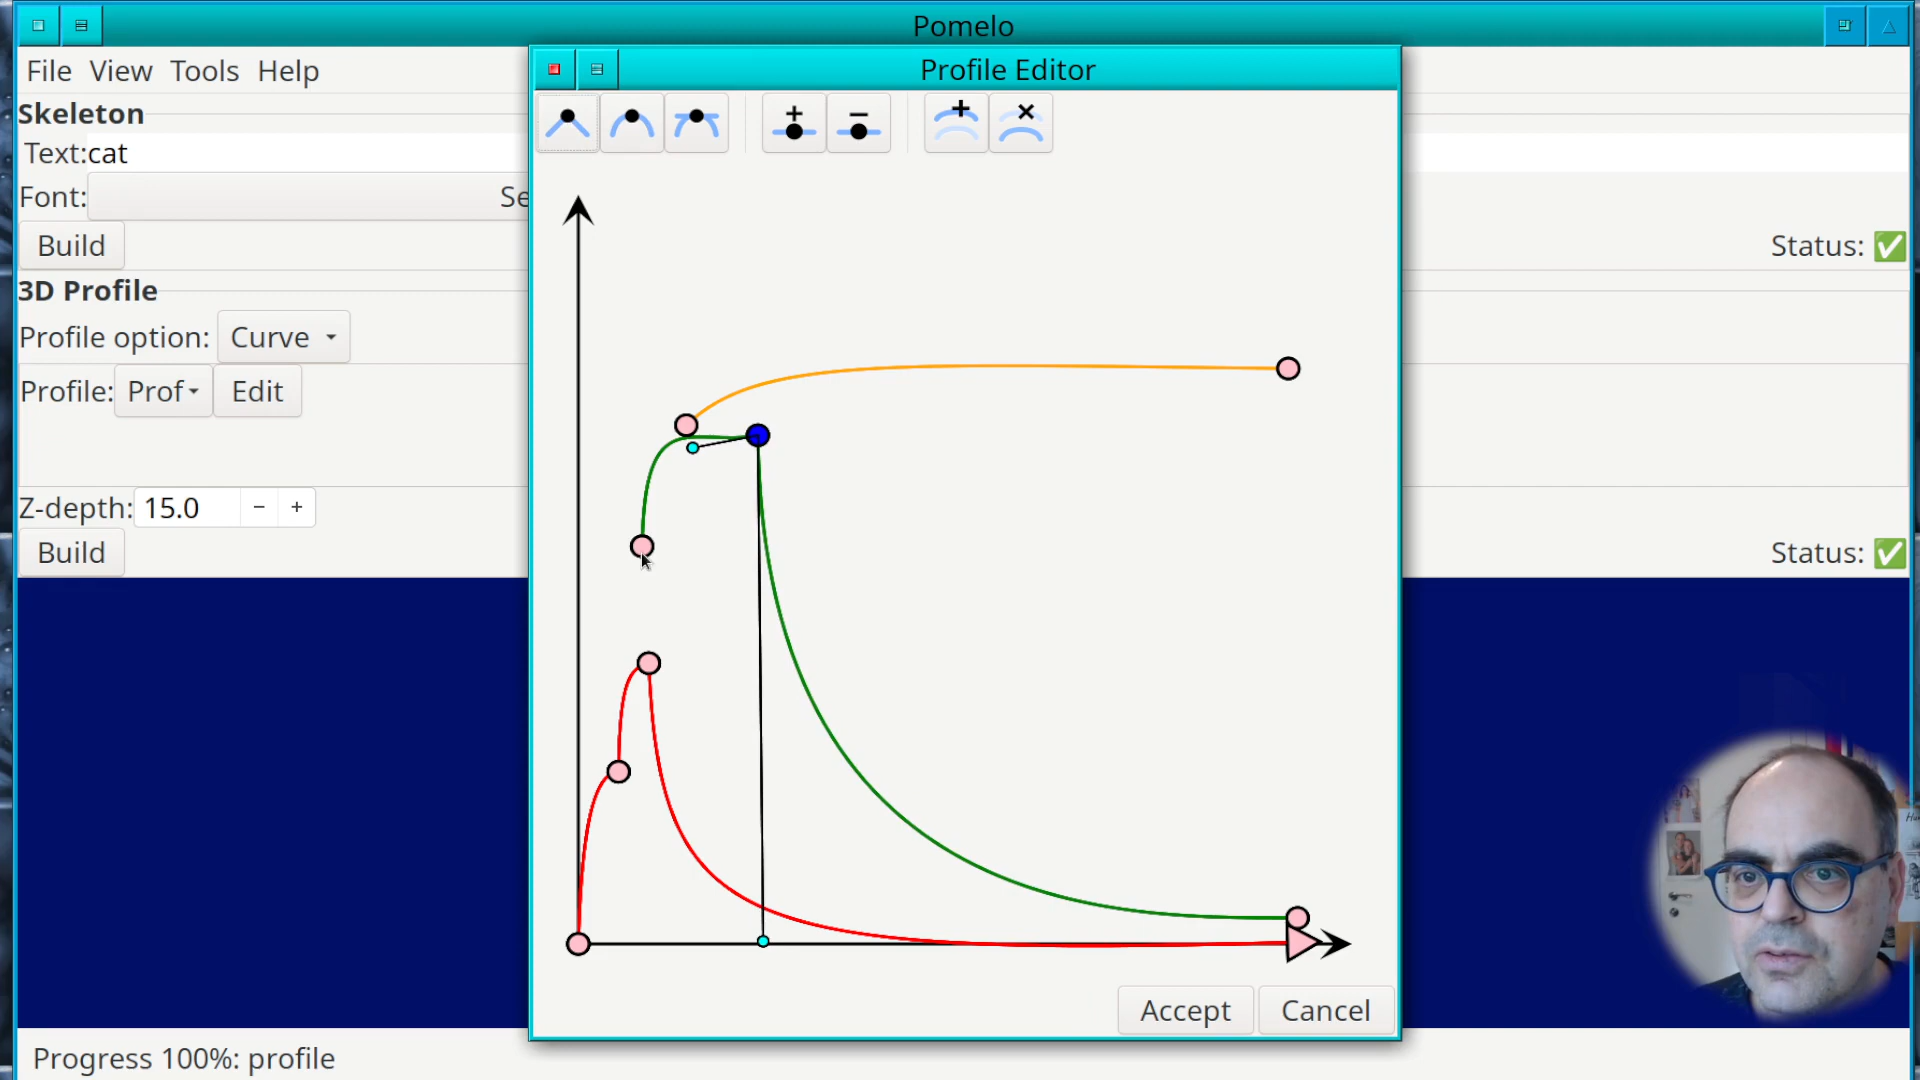 Pomelo
File View Tools Help
Profile Editor
Skeleton
Text: cat
Font: Se
Build
Status: ✅
3D Profile
Profile option: Curve
Profile: Prof Edit
Z-depth: 15.0 − +
Build
Status: ✅
Accept Cancel
Progress 100%: profile